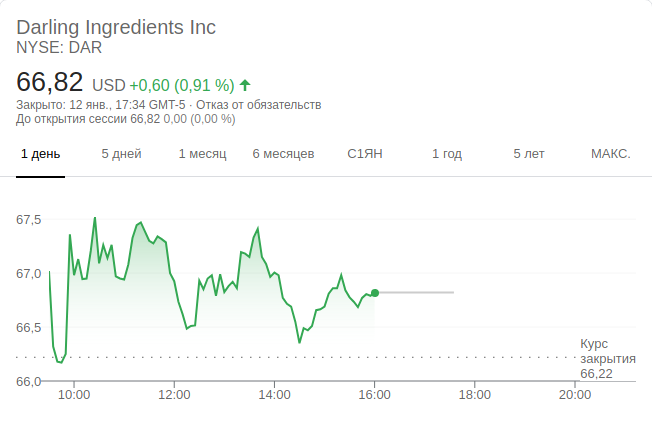 Darling Ingredients Inc
NYSE: DAR
66,82 USD +0,60 (0,91 %)
Закрыто: 12 янв., 17:34 GMT-5 · Отказ от обязательств
До открытия сессии 66,82 0,00 (0,00 %)
1 день 5 дней 1 месяц 6 месяцев С1ЯН 1 год 5 лет МАКС.
67,5
67,0
66,5
Курс
закрытия
66,22
66,0
10:00 12:00 14:00 16:00 18:00 20:00